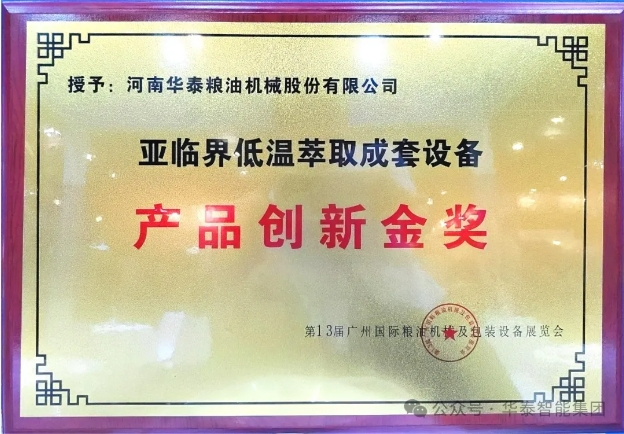 授予：河南华泰粮油机械股份有限公司
亚临界低温萃取成套设备
产品创新金奖
第13届广州国际粮油机械及包装设备展览会
公众号·华泰智能集团